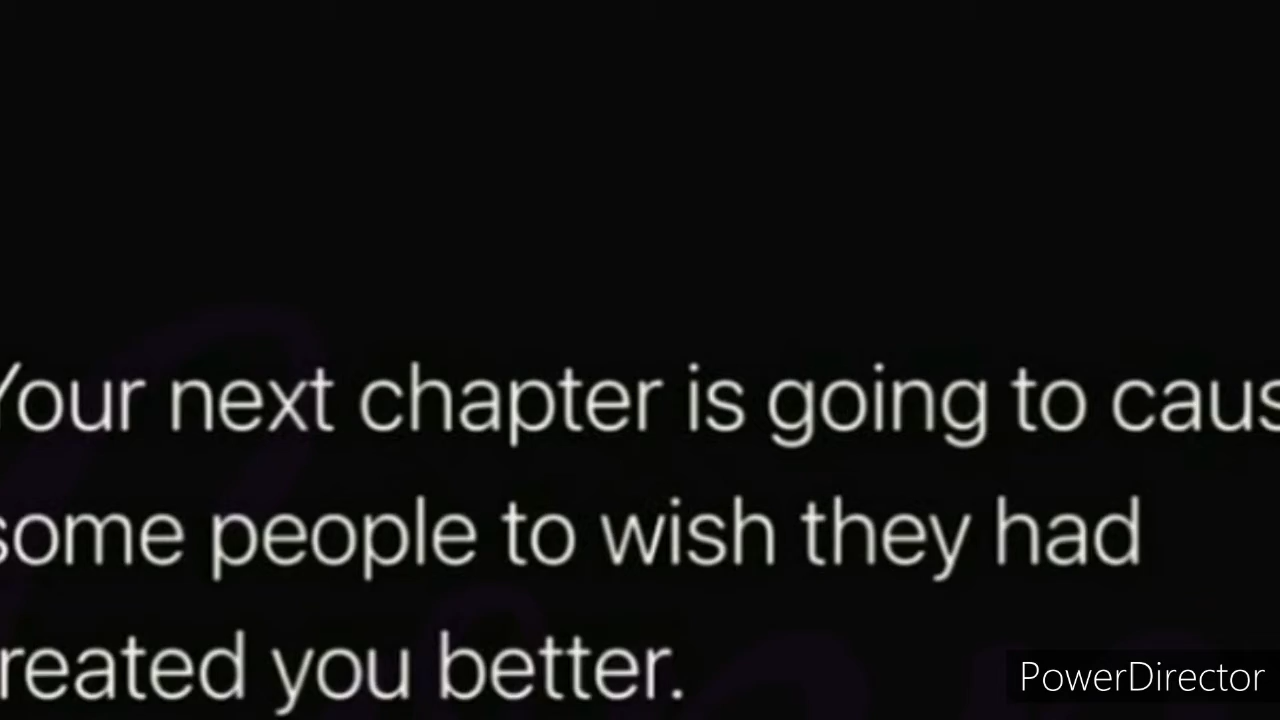 Your next chapter is going to caus
some people to wish they had
reated you better.
PowerDirector